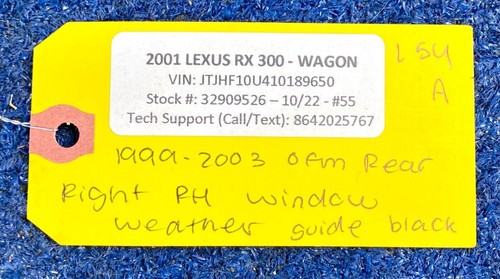 2001 LEXUS RX 300 - WAGON
VIN: JTJHF10U410189650
Stock #: 32909526 – 10/22 - #55
Tech Support (Call/Text): 8642025767
L54
A
1999-2003 OEM Rear
Right RH window
weather guide black